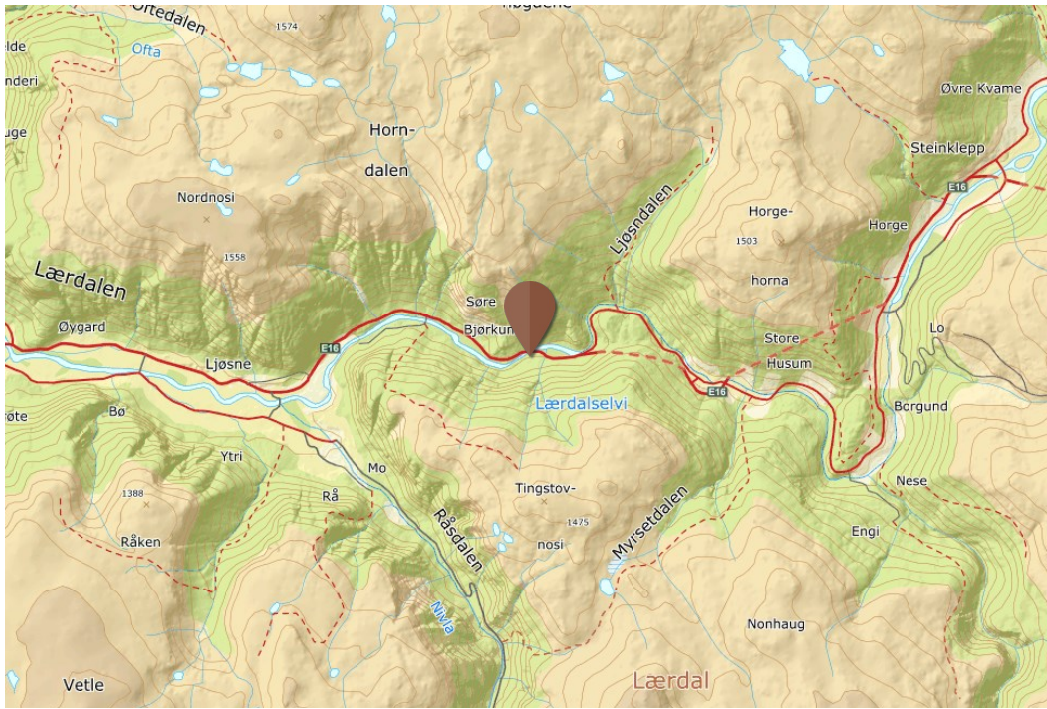 Oftedalen
Ofta
1574
Øvre Kvame
Steinklepp
E16
Horn-
dalen
Nordnosi
1558
Ljøsndalen
Horge-
1503
horna
Horge
Lærdalen
Øygard
Ljøsne
E16
Søre
Bjørkum
Store
Husum
E16
Lo
Borgund
Lærdalselvi
Bø
Ytri
Mo
Rå
1388
Råken
Råsdalen
Tingstov-
1475
nosi
Myrsetdalen
Nese
Engi
Nivla
Nonhaug
Vetle
Lærdal